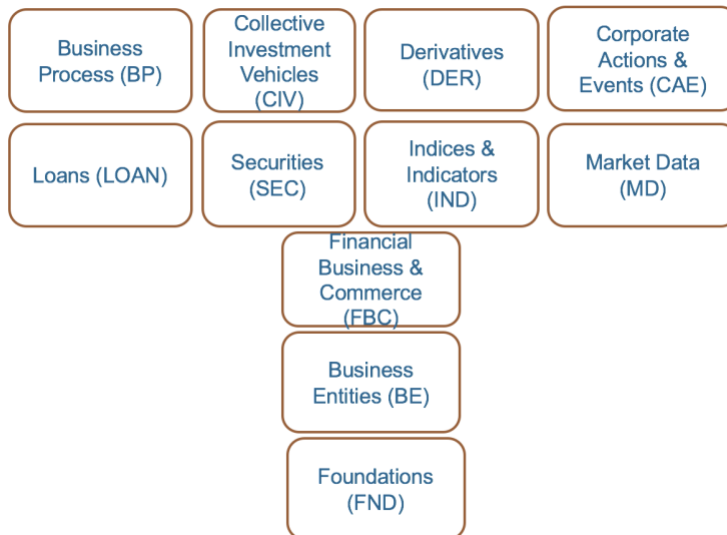 Business
Process (BP)
Collective
Investment
Vehicles
(CIV)
Derivatives
(DER)
Corporate
Actions &
Events (CAE)
Loans (LOAN)
Securities
(SEC)
Indices &
Indicators
(IND)
Market Data
(MD)
Financial
Business &
Commerce
(FBC)
Business
Entities (BE)
Foundations
(FND)